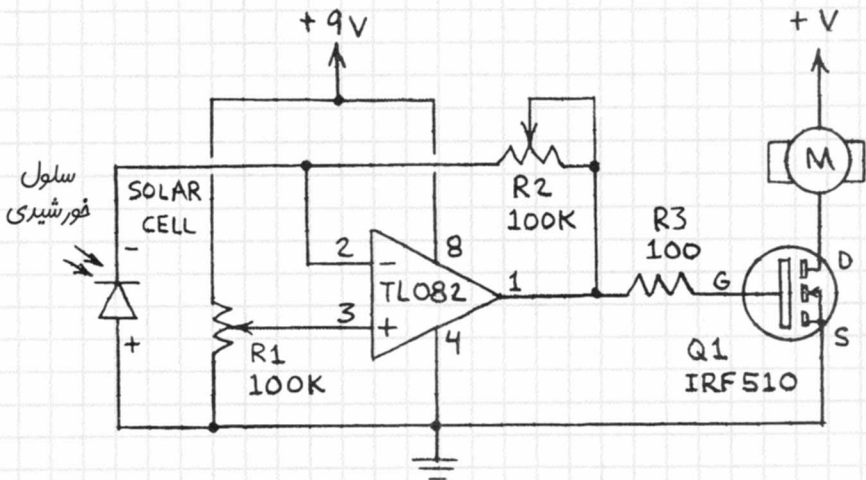 +9V
+V
سلول
خورشیدی
SOLAR
CELL
-
+
R1
100K
2
-
3
+
TL082
8
4
1
R2
100K
R3
100
G
M
D
S
Q1
IRF510